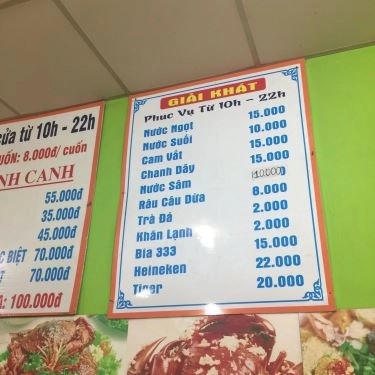 ửa từ 10h - 22h
UỐN: 8.000đ/ cuốn
NH CANH
55.000đ
35.000đ
45.000đ
C BIỆT 70.000đ
T 70.000đ
A: 100.000đ
GIẢI KHÁT
Phục Vụ Từ 10h - 22h
Nước Ngọt 15.000
Nước Suối 10.000
Cam Vắt 15.000
Chanh Dây 15.000
Nước Sâm (10.000)
Râu Câu Dừa 8.000
Trà Đá 2.000
Khăn Lạnh 2.000
Bia 333 15.000
Heineken 22.000
Tiger 20.000